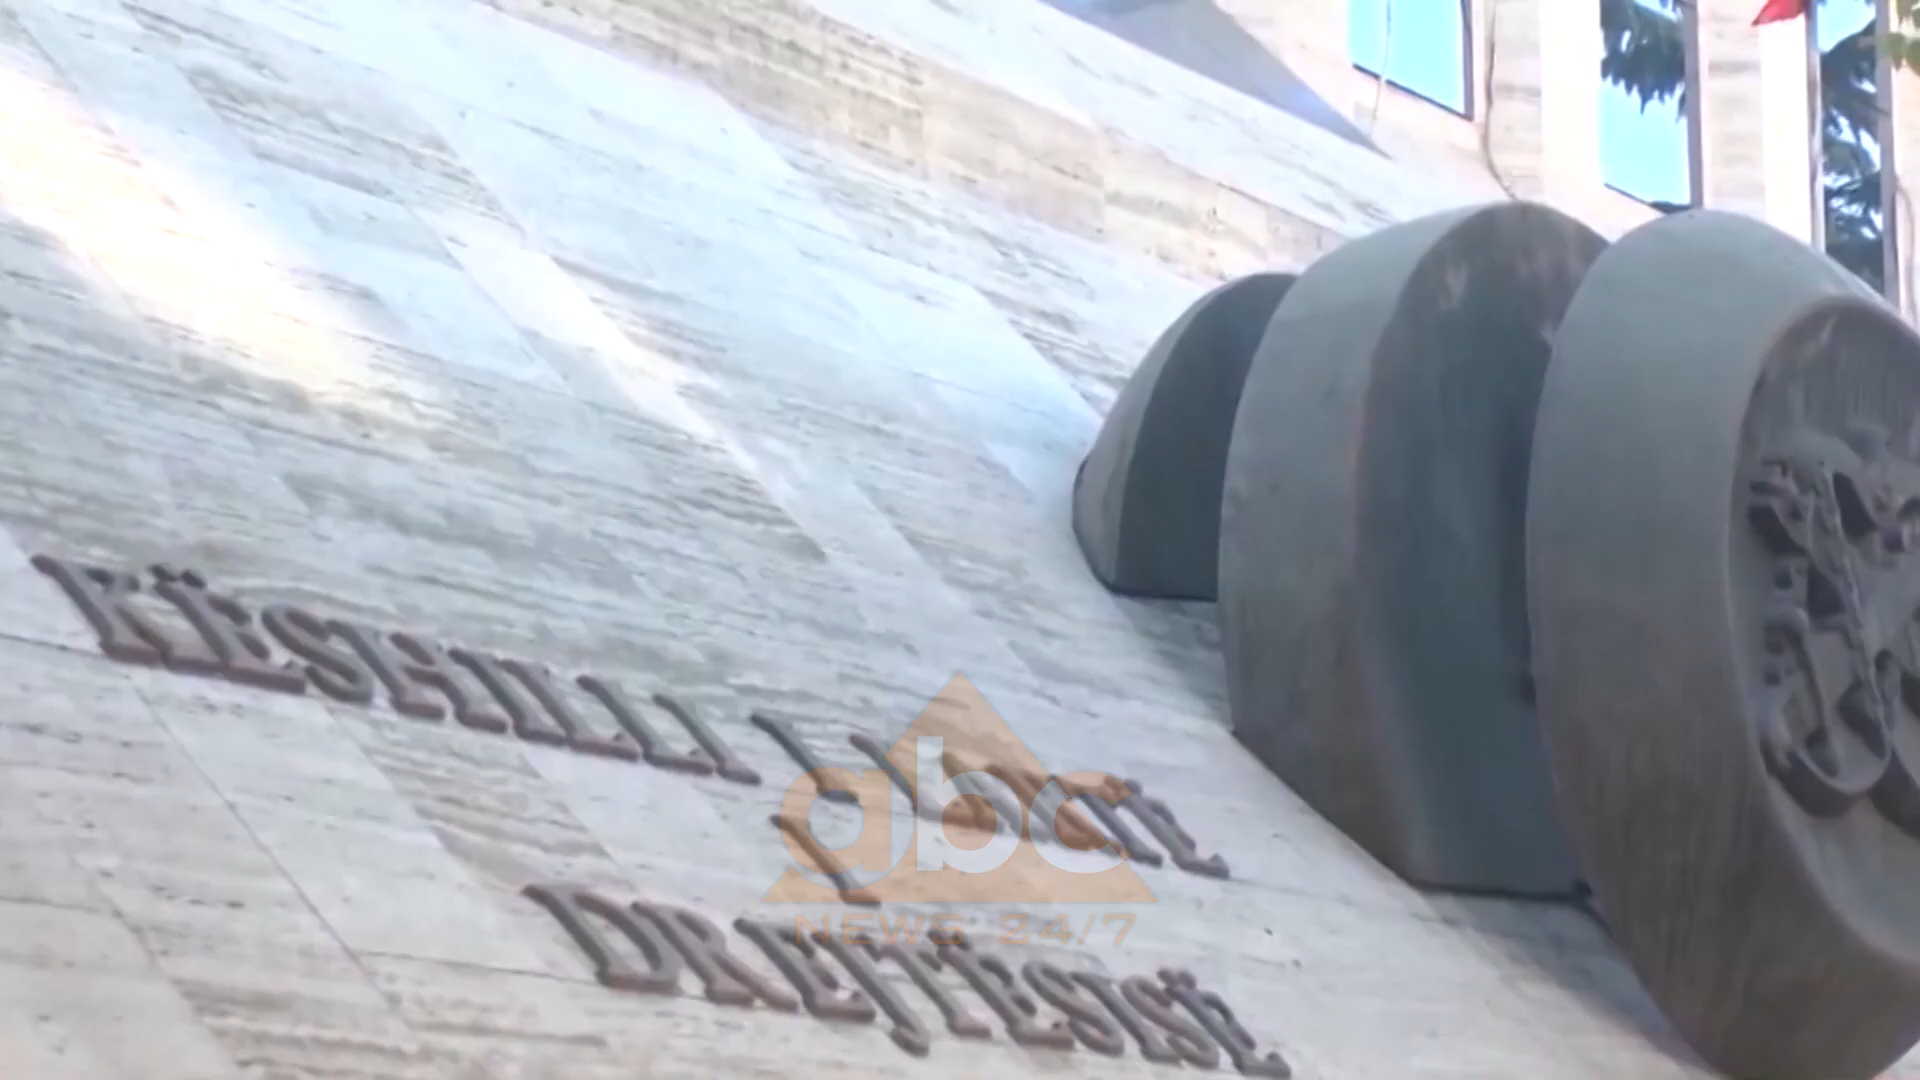 KËSHILLI I LARTË
I
DREJTËSISË
abc
NEWS 24/7